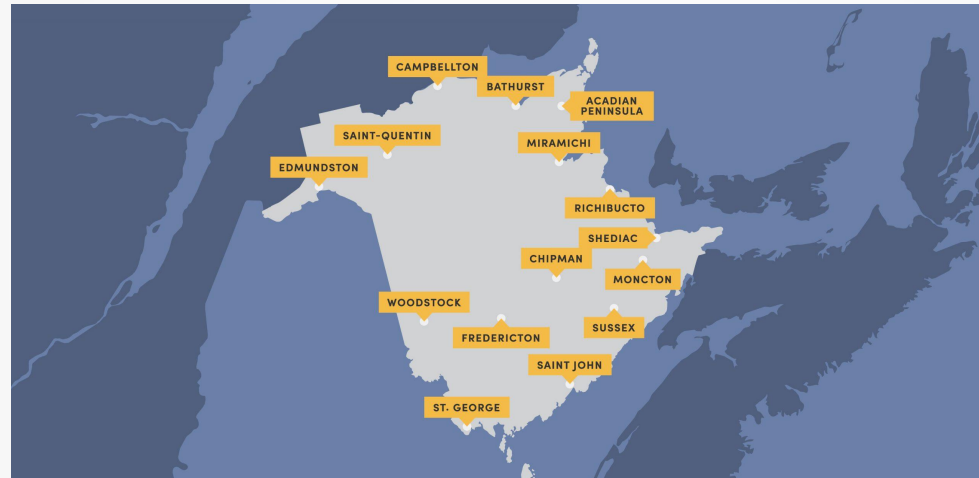 CAMPBELLTON
BATHURST
ACADIAN
PENINSULA
SAINT-QUENTIN
MIRAMICHI
EDMUNDSTON
RICHIBUCTO
SHEDIAC
CHIPMAN
MONCTON
WOODSTOCK
SUSSEX
FREDERICTON
SAINT JOHN
ST. GEORGE